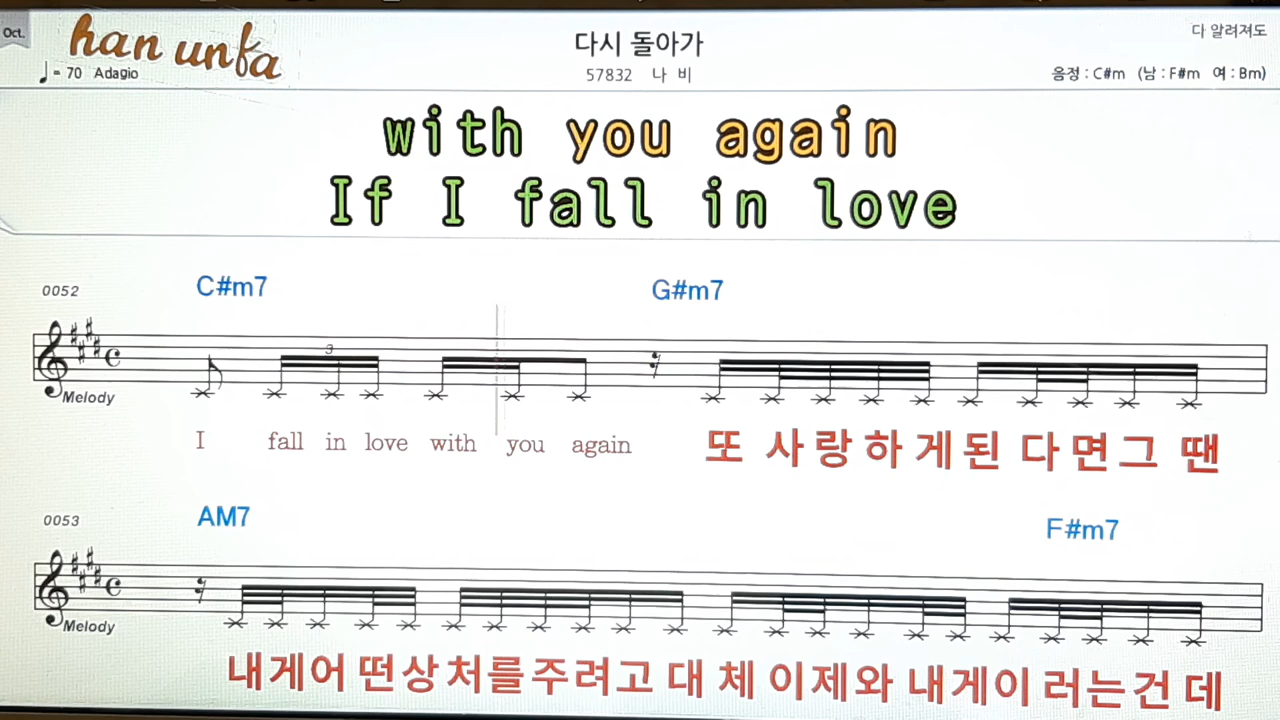 Oct.
han unfa
다시 돌아가
다 알려져도
♩= 70 Adagio
57832 나 비
음정 : C#m (남 : F#m 여 : Bm)
with you again
If I fall in love
0052
C#m7
G#m7
3
Melody
I fall in love with you again 또 사 랑 하 게 된 다 면 그 땐
0053
AM7
F#m7
Melody
내 게 어 떤 상 처 를 주 려 고 대 체 이 제 와 내 게 이 러 는 건 데